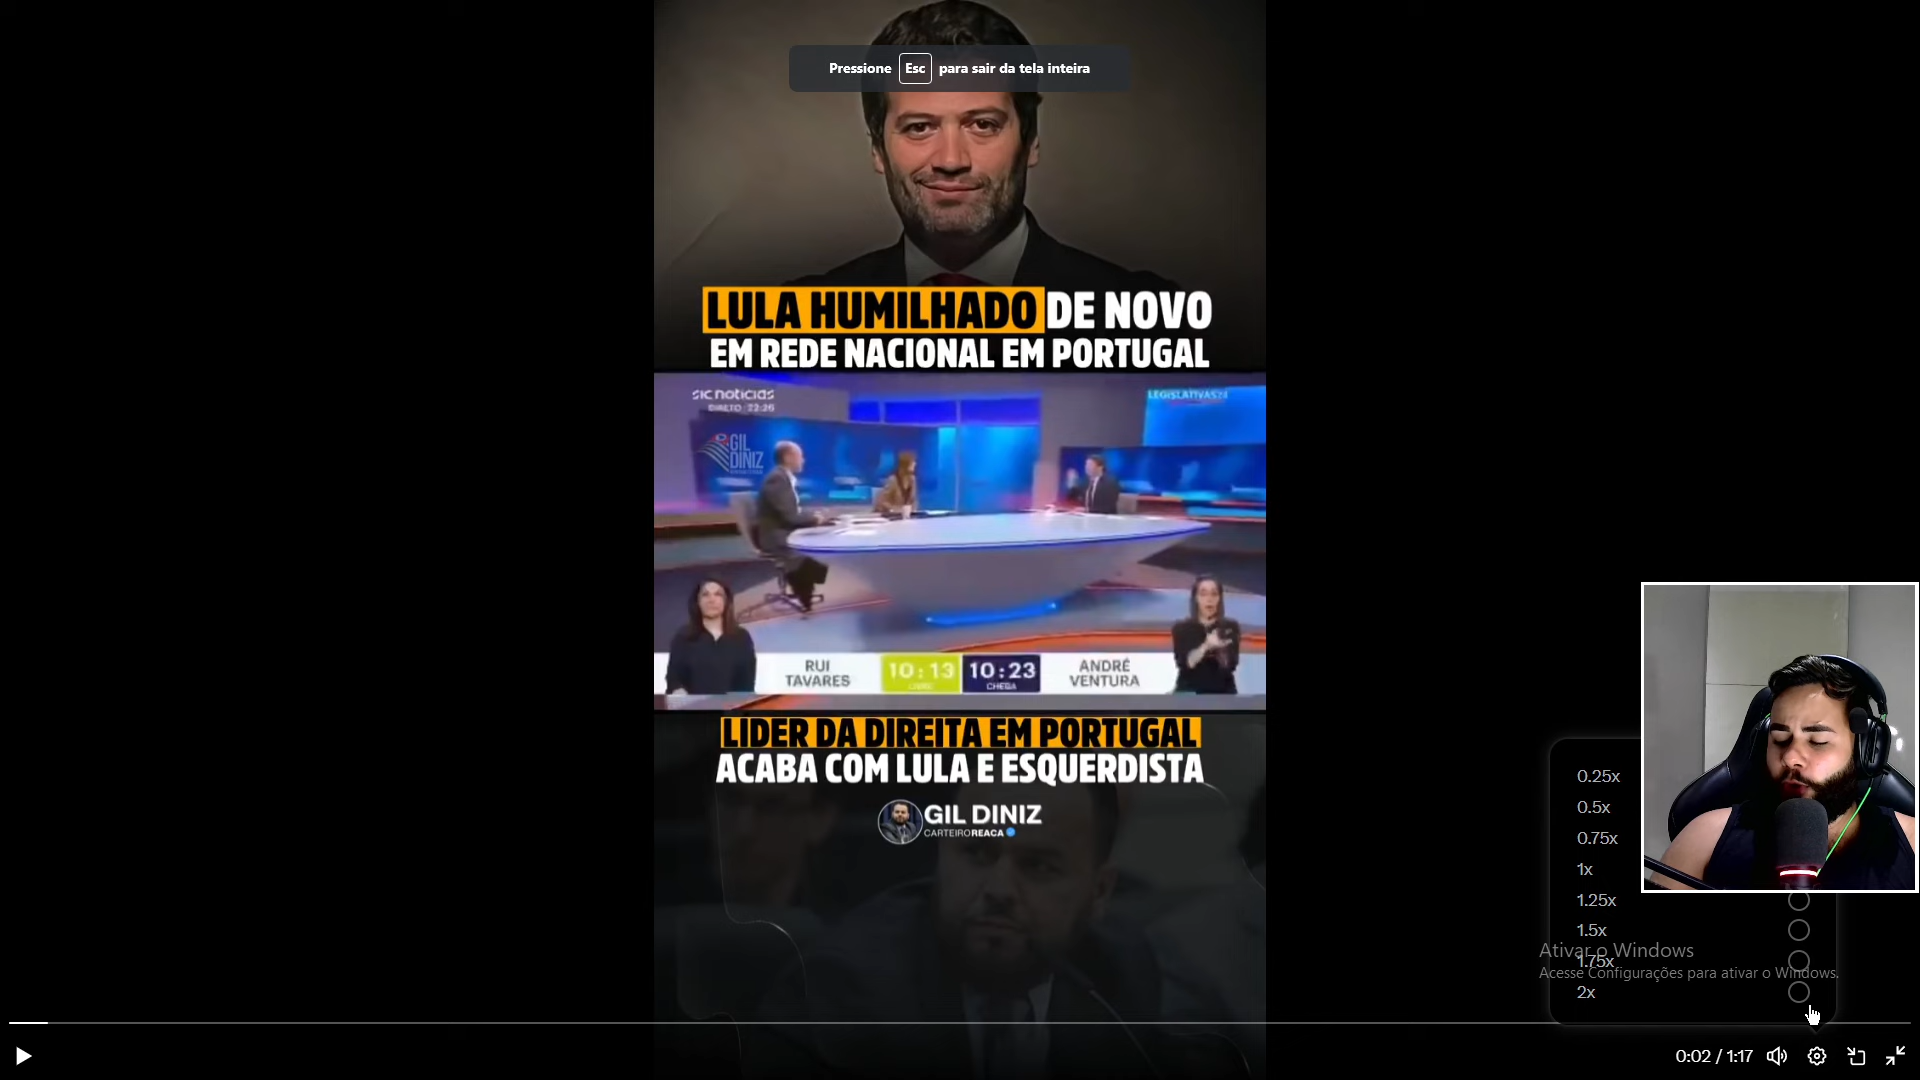 Pressione Esc para sair da tela inteira
LULA HUMILHADO DE NOVO
EM REDE NACIONAL EM PORTUGAL
sic notícias
DIRETO 22:26
LEGISLATIVAS24
GIL
DINIZ
RUI
TAVARES
10:13
LIVRE
10:23
CHEGA
ANDRÉ
VENTURA
LÍDER DA DIREITA EM PORTUGAL
ACABA COM LULA E ESQUERDISTA
GIL DINIZ
CARTEIROREACA
0.25x
0.5x
0.75x
1x
1.25x
1.5x
1.75x
2x
Ativar o Windows
Acesse Configurações para ativar o Windows.
0:02 / 1:17